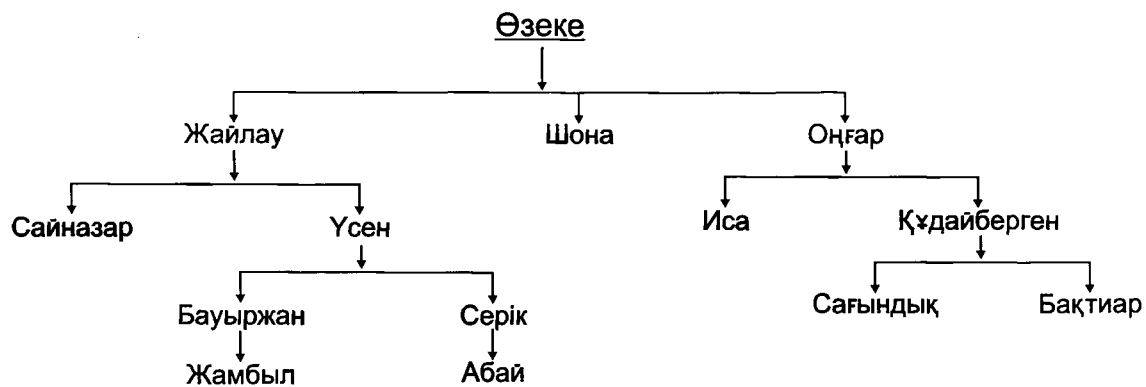 Өзеке
Жайлау Шона Оңғар
Сайназар Үсен Иса Құдайберген
Бауыржан Серік Сағындық Бақтиар
Жамбыл Абай